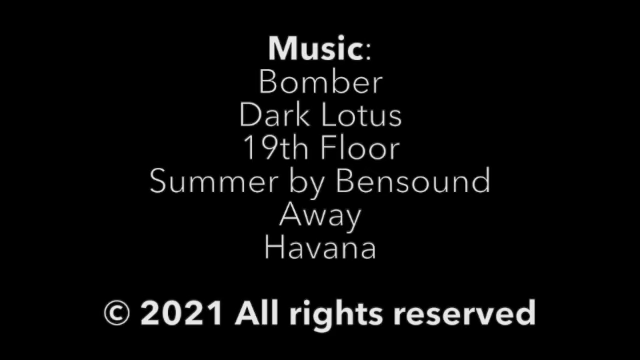 Music:
Bomber
Dark Lotus
19th Floor
Summer by Bensound
Away
Havana
© 2021 All rights reserved